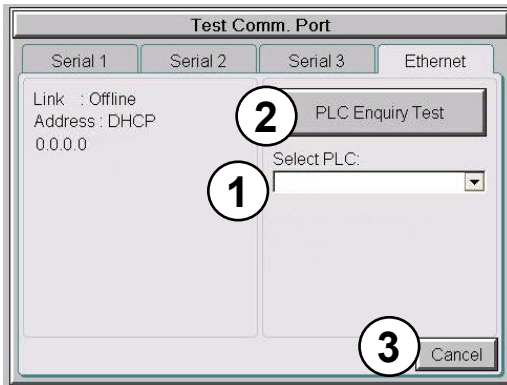 Test Comm. Port
Serial 1 Serial 2 Serial 3 Ethernet
Link : Offline
Address : DHCP
0.0.0.0
2 PLC Enquiry Test
Select PLC:
1
3 Cancel